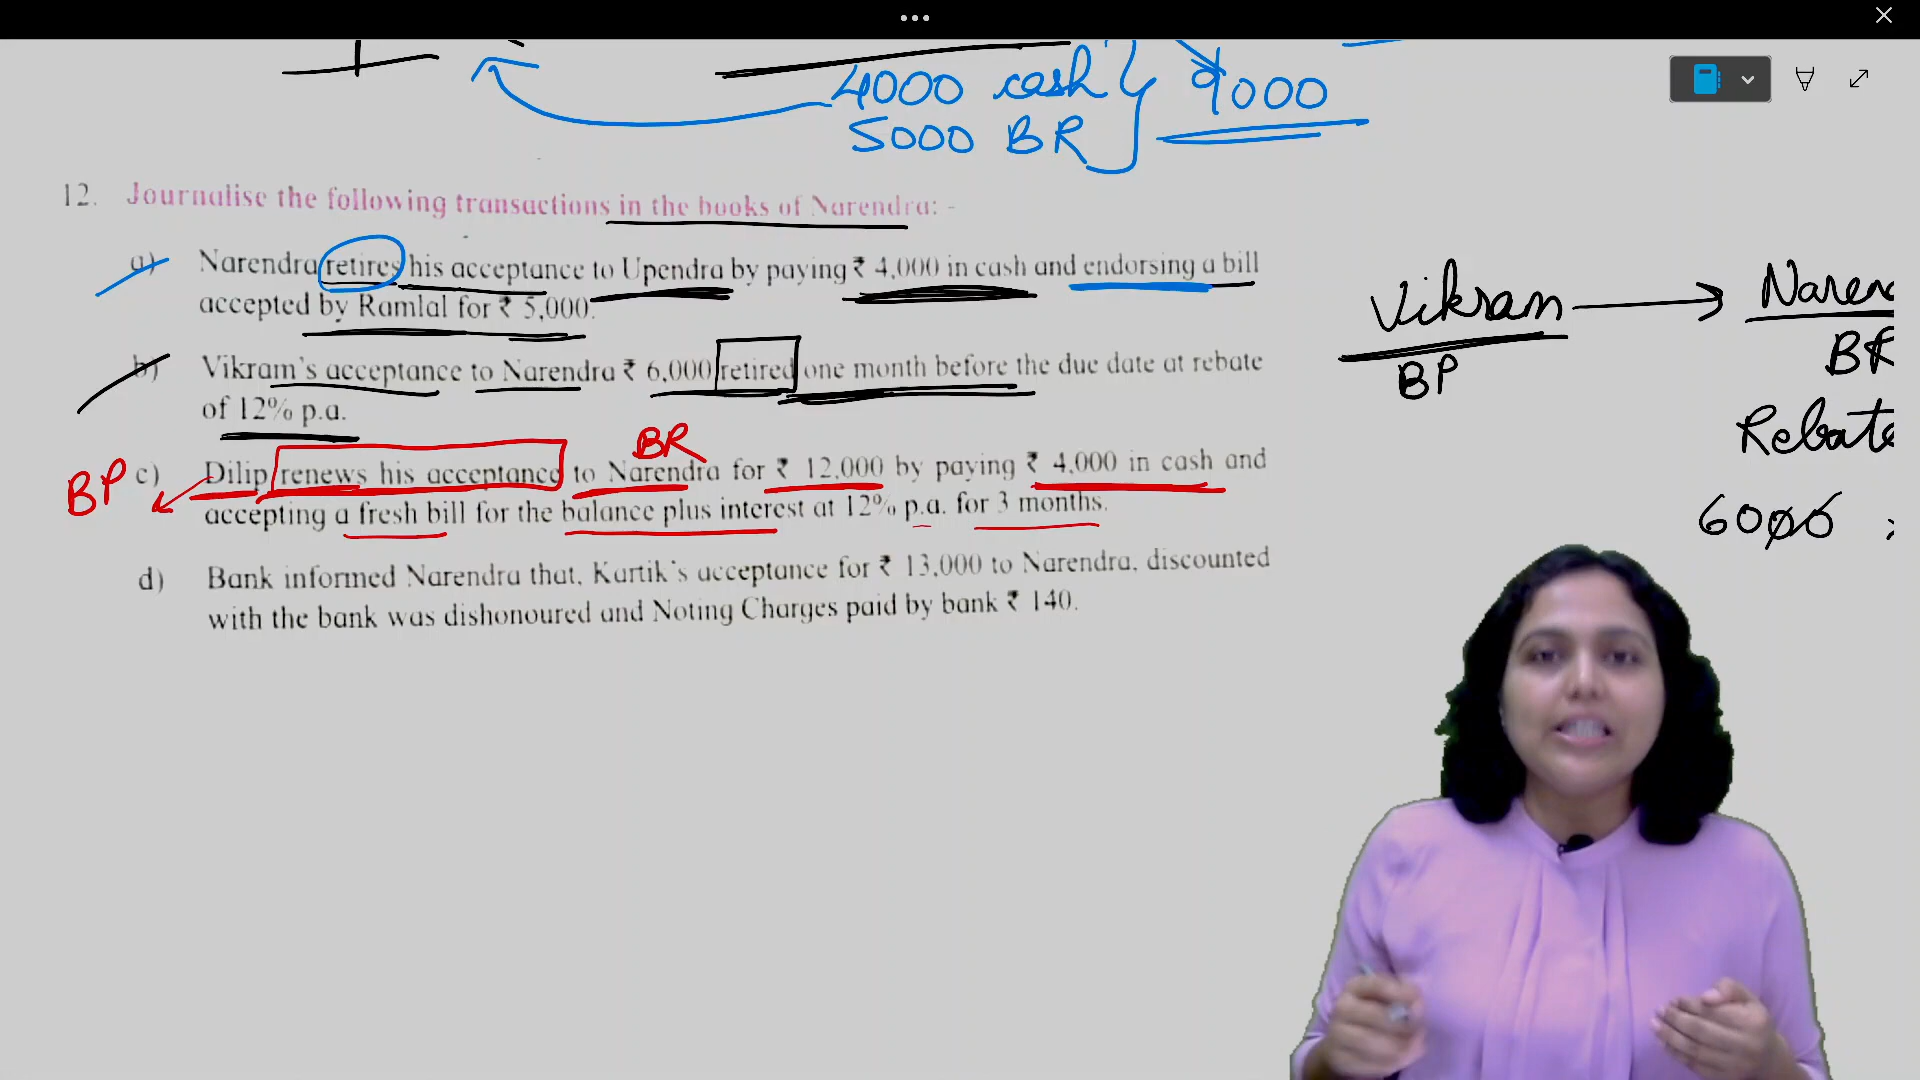 4000 cash
9000
5000 BR
12. Journalise the following transactions in the books of Narendra: -
a) Narendra retires his acceptance to Upendra by paying ₹ 4,000 in cash and endorsing a bill
accepted by Ramlal for ₹ 5,000.
b) Vikram's acceptance to Narendra ₹ 6,000 retired one month before the due date at rebate
of 12% p.a.
BR
BP
c) Dilip renews his acceptance to Narendra for ₹ 12,000 by paying ₹ 4,000 in cash and
accepting a fresh bill for the balance plus interest at 12% p.a. for 3 months.
d) Bank informed Narendra that, Kartik's acceptance for ₹ 13,000 to Narendra, discounted
with the bank was dishonoured and Noting Charges paid by bank ₹ 140.
Vikram
BP
Naren
BR
Rebate
6000